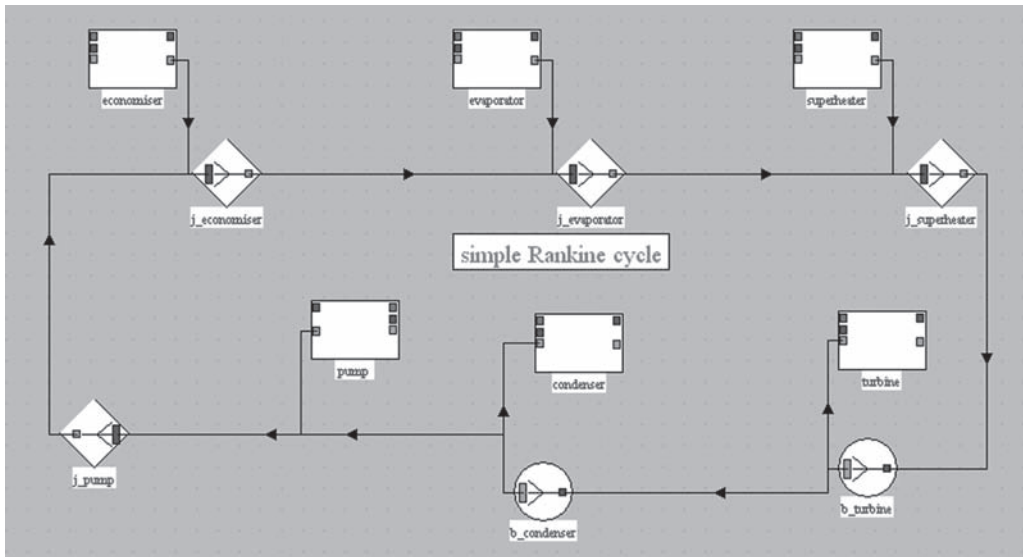 economiser
evaporator
superheater
j_economiser
j_evaporator
j_superheater
simple Rankine cycle
pump
condenser
turbine
j_pump
b_condenser
b_turbine